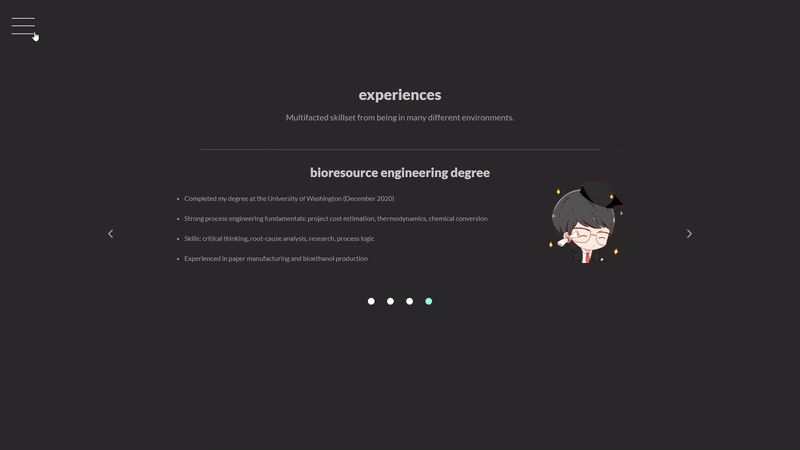 experiences
Multifacted skillset from being in many different environments.
bioresource engineering degree
Completed my degree at the University of Washington (December 2020)
Strong process engineering fundamentals: project cost estimation, thermodynamics, chemical conversion
Skills: critical thinking, root-cause analysis, research, process logic
Experienced in paper manufacturing and bioethanol production